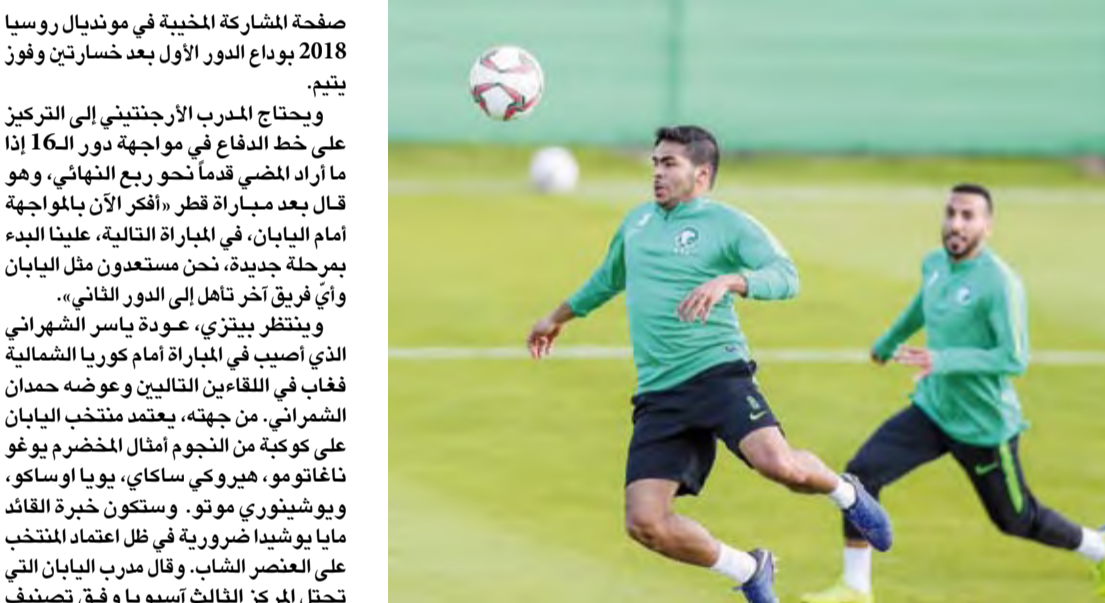 صفحة المشاركة المخيبة في مونديال روسيا
2018 بوداع الدور الأول بعد خسارتين وفوز
يتيم.
ويحتاج المدرب الأرجنتيني إلى التركيز
على خط الدفاع في مواجهة دور الـ16 إذا
ما أراد المضي قدماً نحو ربع النهائي، وهو
قال بعد مباراة قطر «أفكر الآن بالمواجهة
أمام اليابان، في المباراة التالية، علينا البدء
بمرحلة جديدة، نحن مستعدون مثل اليابان
وأيّ فريق آخر تأهل إلى الدور الثاني».
وينتظر بيتزي، عودة ياسر الشهراني
الذي أصيب في المباراة أمام كوريا الشمالية
فغاب في اللقاءين التاليين وعوضه حمدان
الشمراني. من جهته، يعتمد منتخب اليابان
على كوكبة من النجوم أمثال المخضرم يوغو
ناغاتومو، هيروكي ساكاي، يويا اوساكو،
ويوشينوري موتو. وستكون خبرة القائد
مايا يوشيدا ضرورية في ظل اعتماد المنتخب
على العنصر الشاب. وقال مدرب اليابان التي
تحتل المركز الثالث آسيويا وفق تصنيف